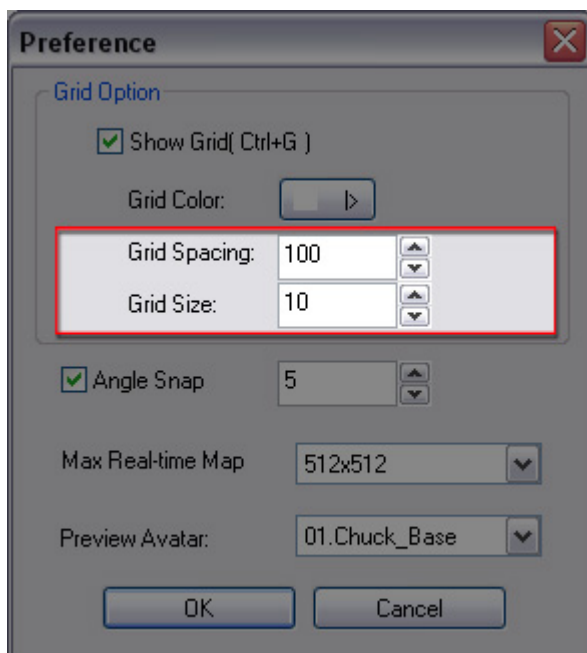 Preference
Grid Option
Show Grid( Ctrl+G )
Grid Color:
Grid Spacing: 100
Grid Size: 10
Angle Snap 5
Max Real-time Map 512x512
Preview Avatar: 01.Chuck_Base
OK Cancel